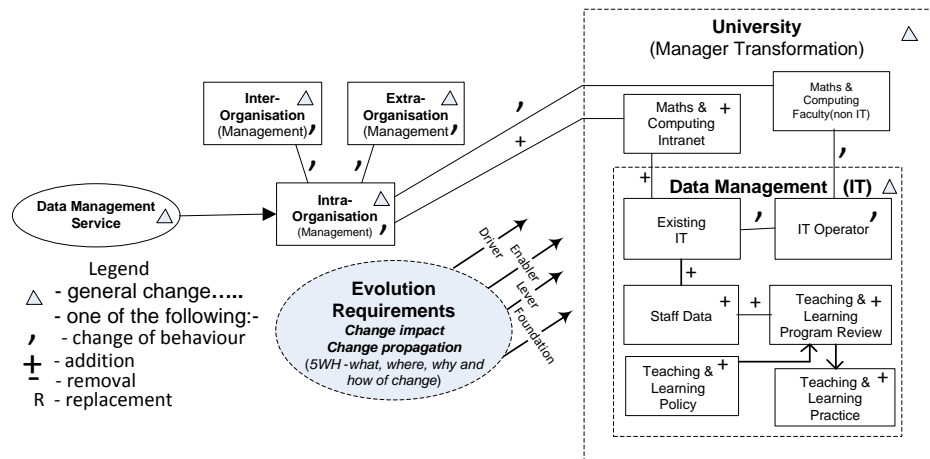 University
(Manager Transformation)
Inter-
Organisation
(Management) ,
Extra-
Organisation
(Management ,
,
+
Maths &
Computing
Intranet
+
Maths &
Computing
Faculty(non IT)
,
,
+
,
Data Management
Service
Intra-
Organisation
(Management) ,
Data Management (IT)
Existing
IT
,
IT Operator
,
Driver
Enabler
Lever
Foundation
Evolution
Requirements
Change impact
Change propagation
(5WH -what, where, why and
how of change)
+
Staff Data
+
+
Teaching &
Learning
Program Review
+
Teaching &
Learning
Policy
+
Teaching &
Learning
Practice
+
Legend
- general change.....
- one of the following:-
, - change of behaviour
+ - addition
- - removal
R - replacement